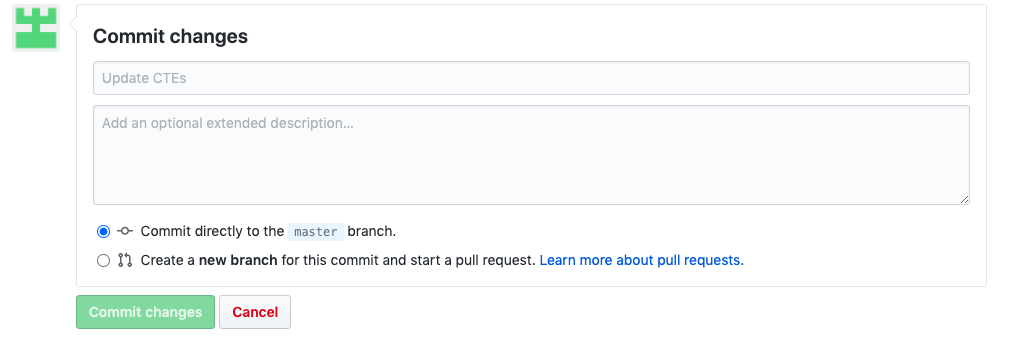 Commit changes
Update CTEs
Add an optional extended description...
Commit directly to the master branch.
Create a new branch for this commit and start a pull request. Learn more about pull requests.
Commit changes Cancel